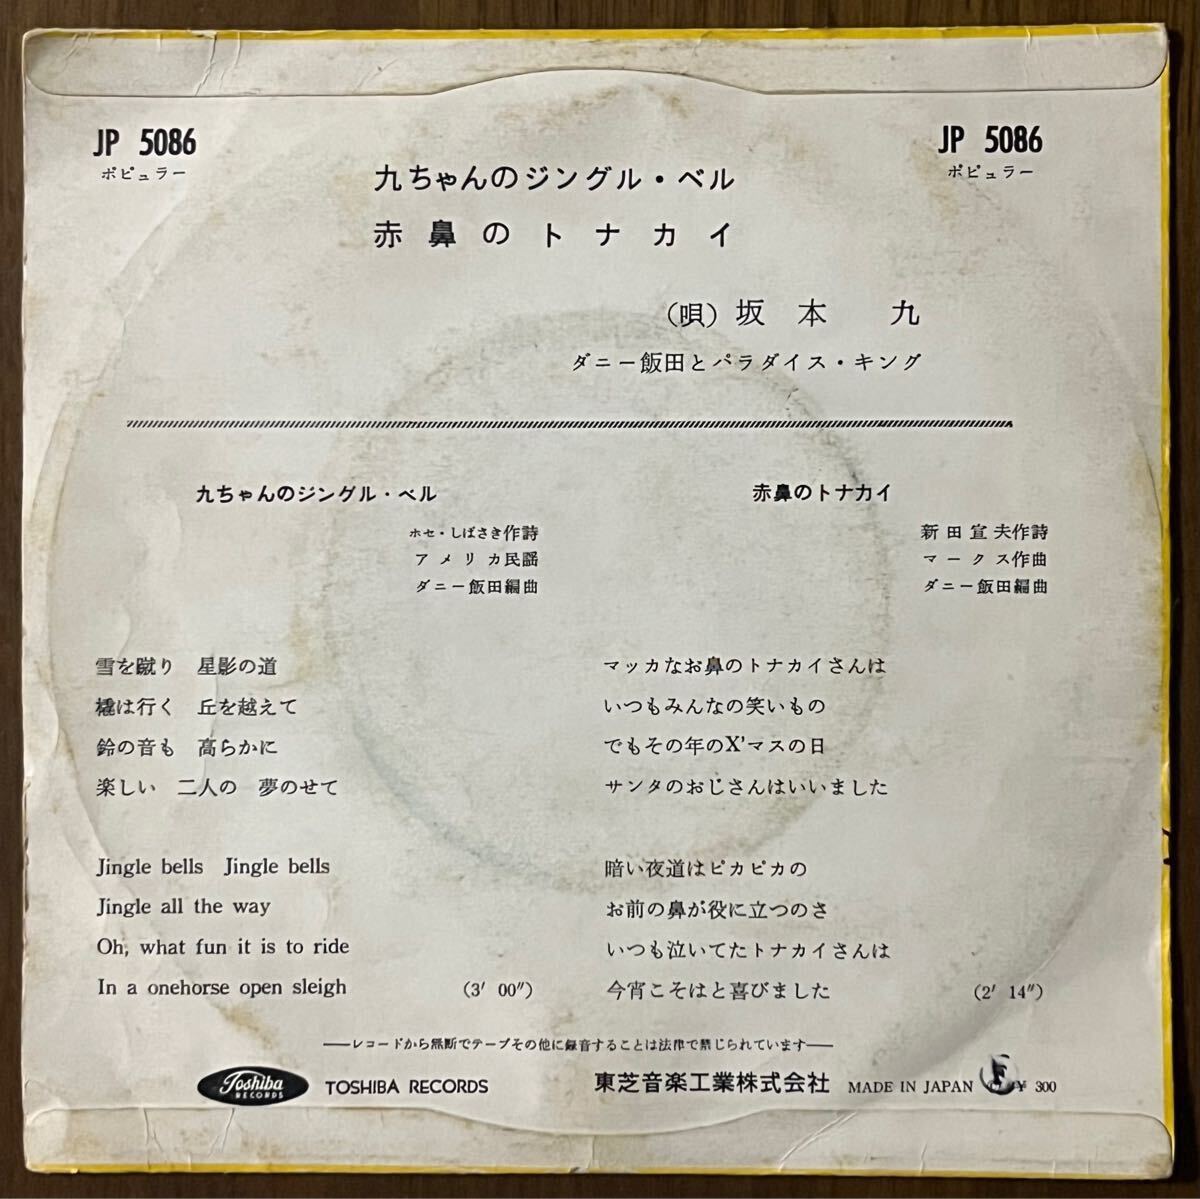 JP 5086
ポピュラー
JP 5086
ポピュラー
九ちゃんのジングル・ベル
赤鼻のトナカイ
(唄) 坂本 九
ダニー飯田とパラダイス・キング
九ちゃんのジングル・ベル
ホセ・しばさき作詩
アメリカ民謡
ダニー飯田編曲
雪を蹴り 星影の道
橇は行く 丘を越えて
鈴の音も 高らかに
楽しい 二人の 夢のせて
Jingle bells Jingle bells
Jingle all the way
Oh, what fun it is to ride
In a onehorse open sleigh (3′ 00″)
赤鼻のトナカイ
新田宣夫作詩
マークス作曲
ダニー飯田編曲
マッカなお鼻のトナカイさんは
いつもみんなの笑いもの
でもその年のX'マスの日
サンタのおじさんはいいました
暗い夜道はピカピカの
お前の鼻が役に立つのさ
いつも泣いてたトナカイさんは
今宵こそはと喜びました (2′ 14″)
——レコードから無断でテープその他に録音することは法律で禁じられています——
Toshiba RECORDS TOSHIBA RECORDS 東芝音楽工業株式会社 MADE IN JAPAN F ¥ 300